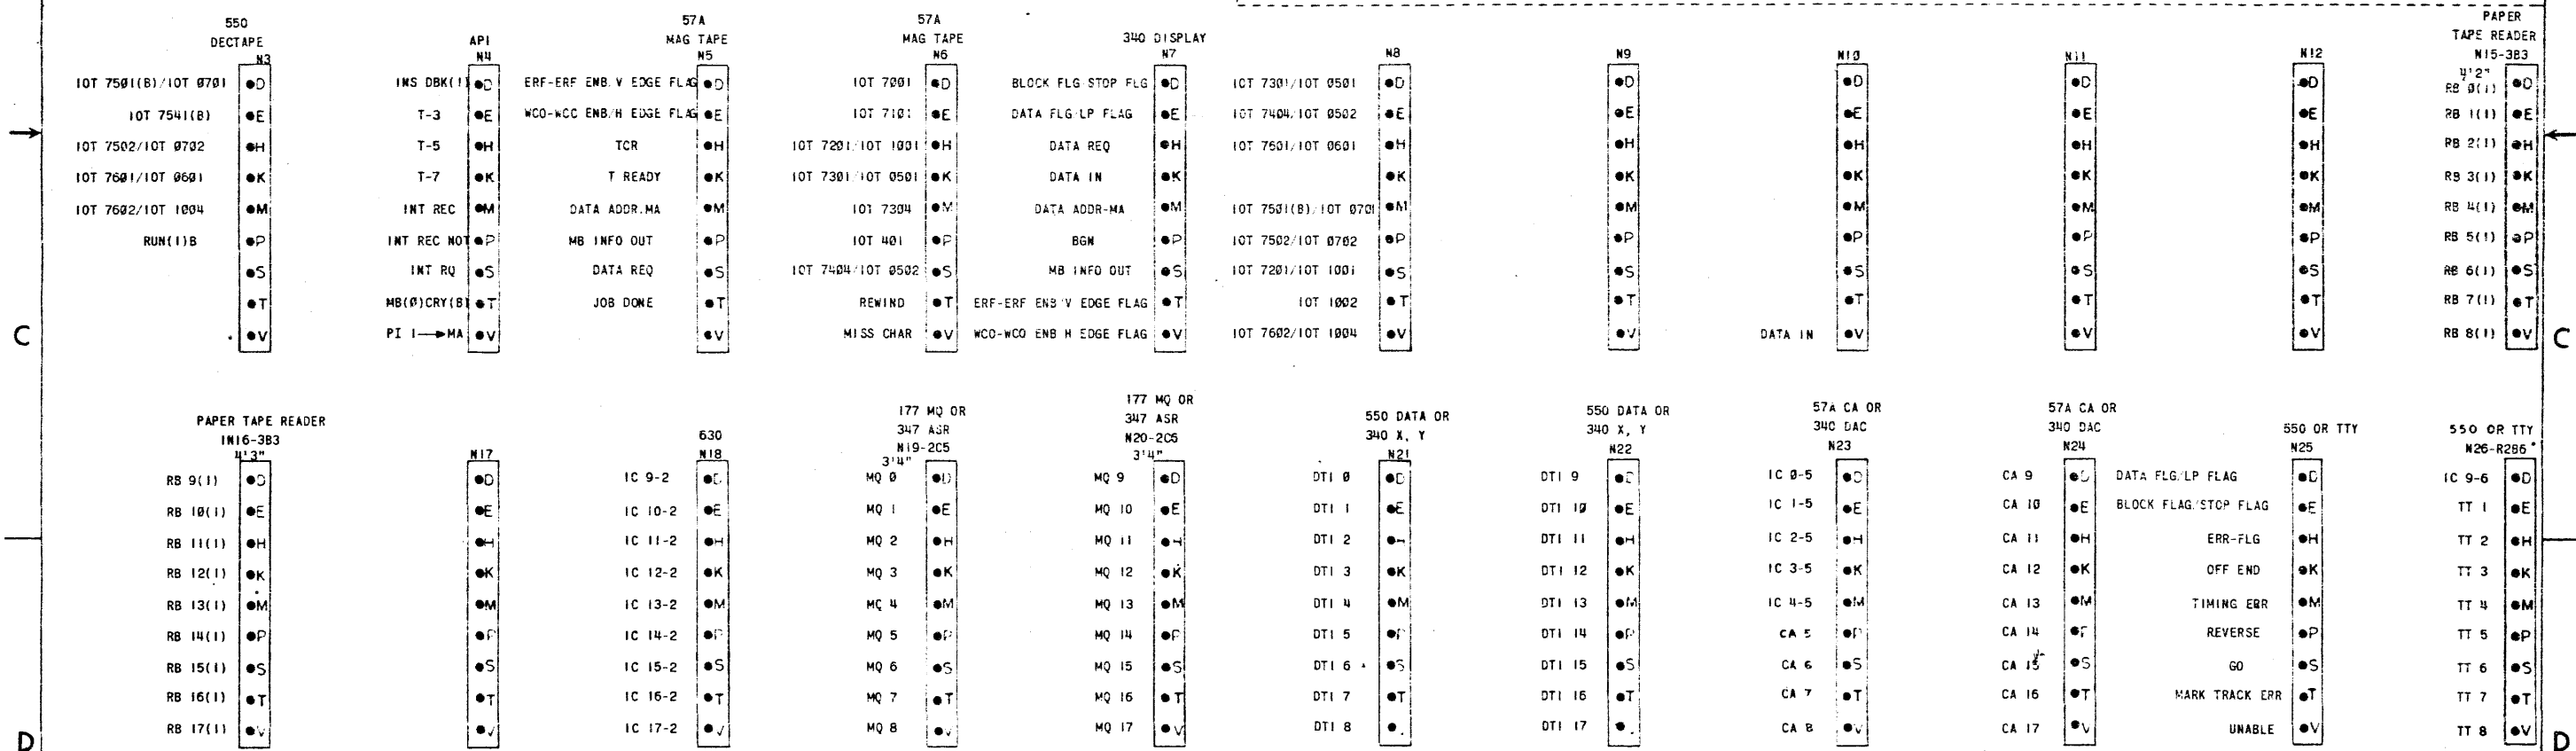 550
DECTAPE
N3
IOT 7501(B)/IOT 0701 D
IOT 7541(B) E
IOT 7502/IOT 0702 H
IOT 7601/IOT 0601 K
IOT 7602/IOT 1004 M
RUN(1)B P
S
T
V
API
N4
INS DBK(1) D
T-3 E
T-5 H
T-7 K
INT REC M
INT REC NOT P
INT RQ S
MB(0)CRY(B) T
PI 1→MA V
57A
MAG TAPE
N5
ERF-ERF ENB.V EDGE FLAG D
WCO-WCC ENB/H EDGE FLAG E
TCR H
T READY K
DATA ADDR.MA M
MB INFO OUT P
DATA REQ S
JOB DONE T
V
57A
MAG TAPE
N6
IOT 7001 D
IOT 7101 E
IOT 7201/IOT 1001 H
IOT 7301/IOT 0501 K
IOT 7304 M
IOT 401 P
IOT 7404/IOT 0502 S
REWIND T
MISS CHAR V
340 DISPLAY
N7
BLOCK FLG/STOP FLG D
DATA FLG/LP FLAG E
DATA REQ H
DATA IN K
DATA ADDR-MA M
BGN P
MB INFO OUT S
ERF-ERF ENB/V EDGE FLAG T
WCO-WCO ENB H EDGE FLAG V
N8
IOT 7301/IOT 0501 D
IOT 7404/IOT 0502 E
IOT 7601/IOT 0601 H
K
IOT 7501(B)/IOT 0701 M
IOT 7502/IOT 0702 P
IOT 7201/IOT 1001 S
IOT 1002 T
IOT 7602/IOT 1004 V
N9
D
E
H
K
M
P
S
T
V
N10
D
E
H
K
M
P
S
T
DATA IN V
N11
D
E
H
K
M
P
S
T
V
N12
D
E
H
K
M
P
S
T
V
PAPER
TAPE READER
N15-3B3
4'2"
RB 0(1) D
RB 1(1) E
RB 2(1) H
RB 3(1) K
RB 4(1) M
RB 5(1) P
RB 6(1) S
RB 7(1) T
RB 8(1) V
C
C
PAPER TAPE READER
IN16-3B3
4'3"
RB 9(1) D
RB 10(1) E
RB 11(1) H
RB 12(1) K
RB 13(1) M
RB 14(1) P
RB 15(1) S
RB 16(1) T
RB 17(1) V
N17
D
E
H
K
M
P
S
T
V
630
N18
IC 9-2 D
IC 10-2 E
IC 11-2 H
IC 12-2 K
IC 13-2 M
IC 14-2 P
IC 15-2 S
IC 16-2 T
IC 17-2 V
177 MQ OR
347 ASR
N19-2C5
3'4"
MQ 0 D
MQ 1 E
MQ 2 H
MQ 3 K
MQ 4 M
MQ 5 P
MQ 6 S
MQ 7 T
MQ 8 V
177 MQ OR
347 ASR
N20-2C6
3'4"
MQ 9 D
MQ 10 E
MQ 11 H
MQ 12 K
MQ 13 M
MQ 14 P
MQ 15 S
MQ 16 T
MQ 17 V
550 DATA OR
340 X, Y
N21
DTI 0 D
DTI 1 E
DTI 2 H
DTI 3 K
DTI 4 M
DTI 5 P
DTI 6 S
DTI 7 T
DTI 8
550 DATA OR
340 X, Y
N22
DTI 9 D
DTI 10 E
DTI 11 H
DTI 12 K
DTI 13 M
DTI 14 P
DTI 15 S
DTI 16 T
DTI 17
57A CA OR
340 DAC
N23
IC 0-5 D
IC 1-5 E
IC 2-5 H
IC 3-5 K
IC 4-5 M
CA 5 P
CA 6 S
CA 7 T
CA 8 V
57A CA OR
340 DAC
N24
CA 9 D
CA 10 E
CA 11 H
CA 12 K
CA 13 M
CA 14 P
CA 15 S
CA 16 T
CA 17 V
550 OR TTY
N25
DATA FLG/LP FLAG D
BLOCK FLAG/STOP FLAG E
ERR-FLG H
OFF END K
TIMING ERR M
REVERSE P
GO S
MARK TRACK ERR T
UNABLE V
550 OR TTY
N26-R286
IC 9-6 D
TT 1 E
TT 2 H
TT 3 K
TT 4 M
TT 5 P
TT 6 S
TT 7 T
TT 8 V
D
D